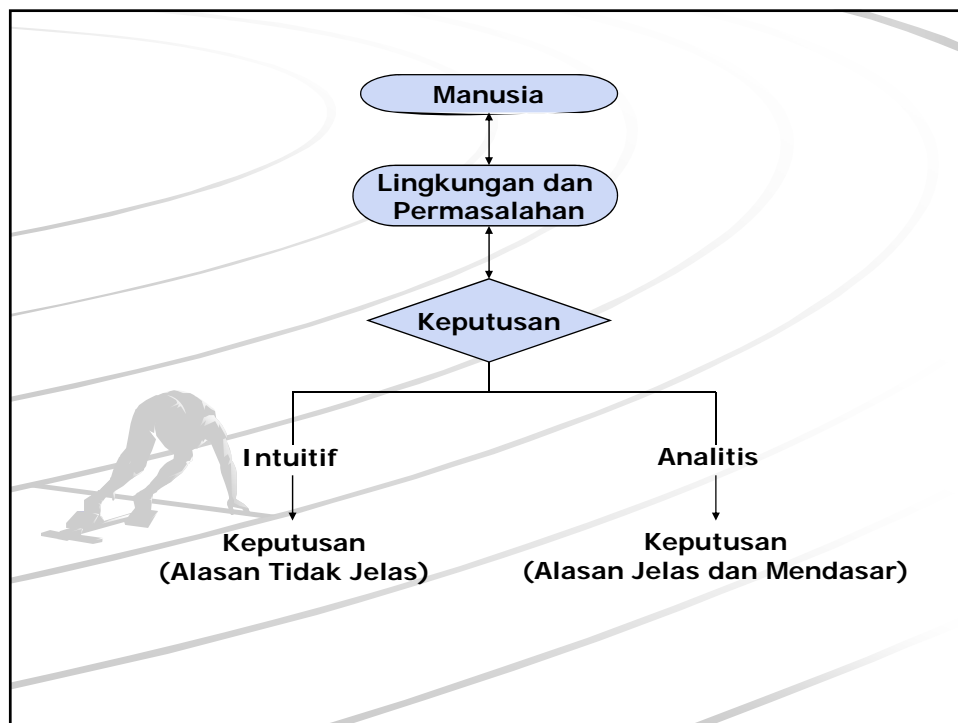 Manusia
Lingkungan dan
Permasalahan
Keputusan
Intuitif
Analitis
Keputusan
(Alasan Tidak Jelas)
Keputusan
(Alasan Jelas dan Mendasar)